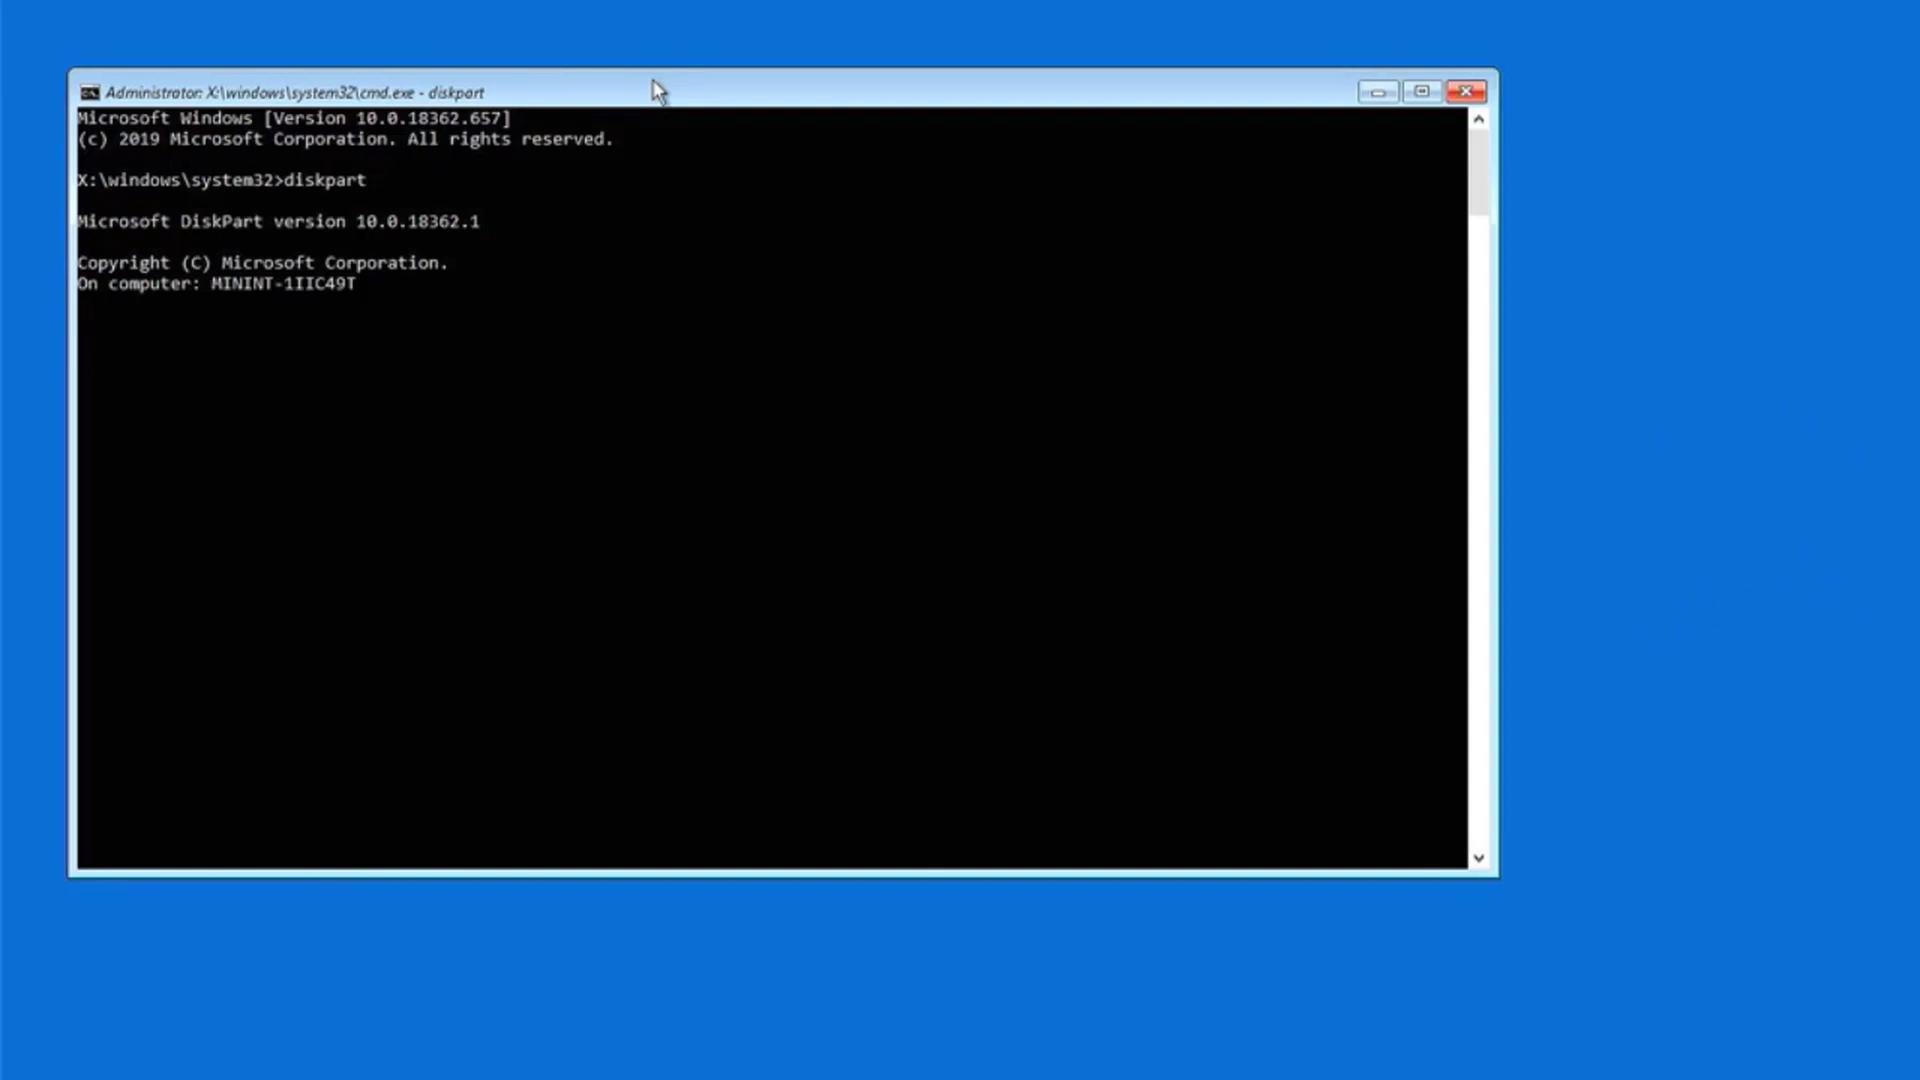 Administrator: X:\windows\system32\cmd.exe - diskpart
Microsoft Windows [Version 10.0.18362.657]
(c) 2019 Microsoft Corporation. All rights reserved.
X:\windows\system32>diskpart
Microsoft DiskPart version 10.0.18362.1
Copyright (C) Microsoft Corporation.
On computer: MININT-1IIC49T